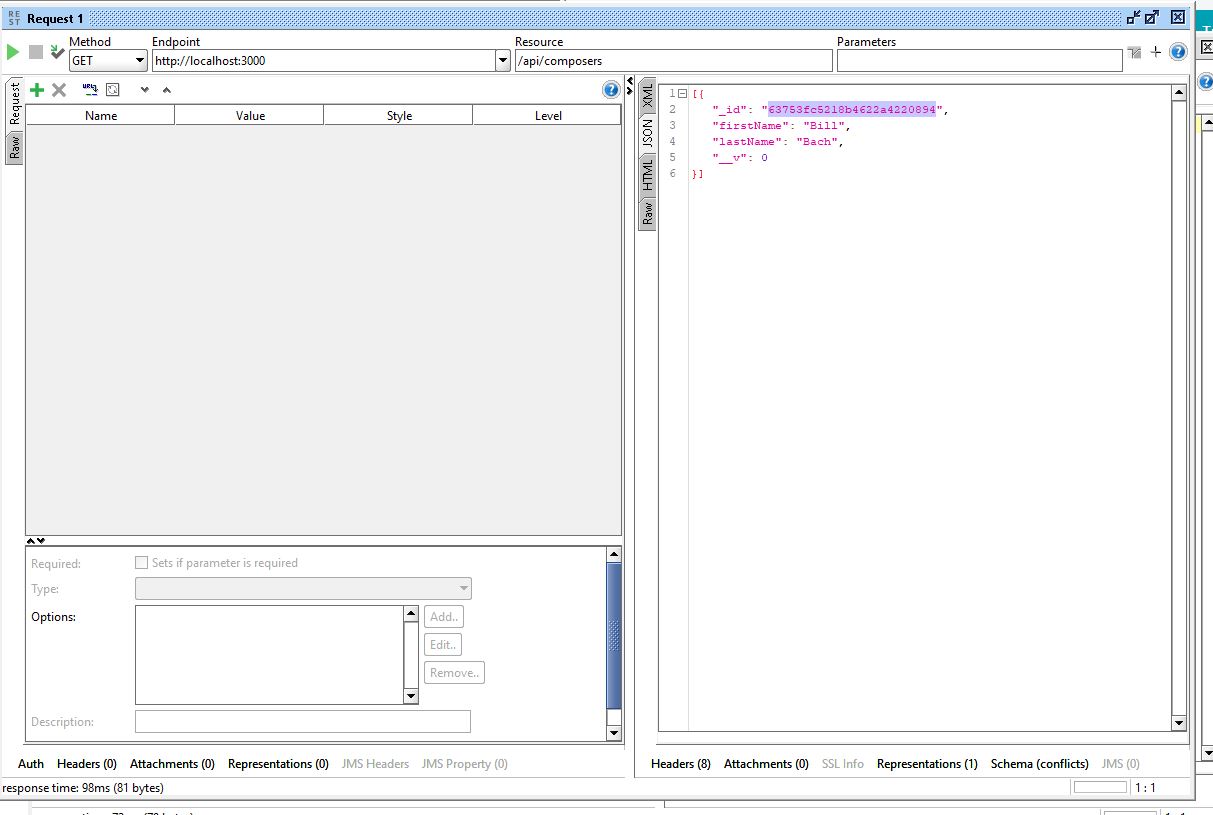 RE ST Request 1
Method Endpoint Resource Parameters
GET http://localhost:3000 /api/composers
Request
Raw
Name Value Style Level
Required: Sets if parameter is required
Type:
Options: Add..
Edit..
Remove..
Description:
Auth Headers (0) Attachments (0) Representations (0) JMS Headers JMS Property (0)
XML
JSON
HTML
Raw
1 [{
2 "_id": "63753fc5218b4622a4220894",
3 "firstName": "Bill",
4 "lastName": "Bach",
5 "__v": 0
6 }]
Headers (8) Attachments (0) SSL Info Representations (1) Schema (conflicts) JMS (0)
response time: 98ms (81 bytes) 1 : 1